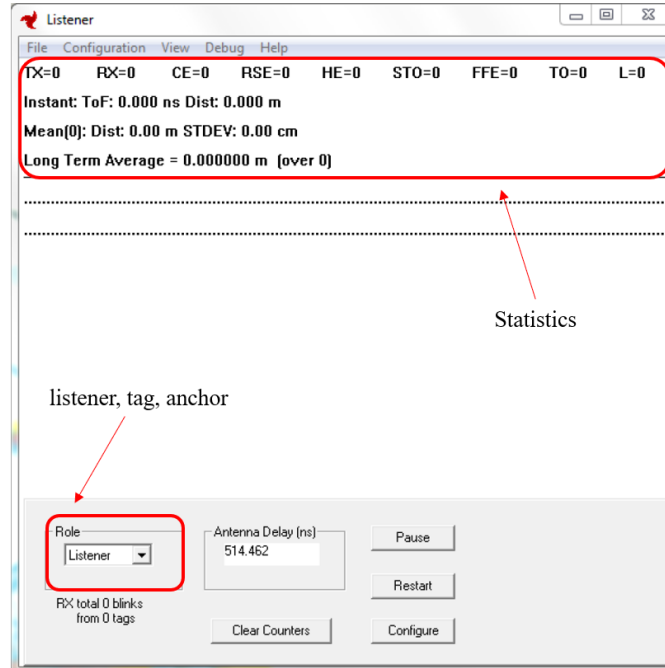 Listener
File Configuration View Debug Help
TX=0 RX=0 CE=0 RSE=0 HE=0 STO=0 FFE=0 TO=0 L=0
Instant: ToF: 0.000 ns Dist: 0.000 m
Mean(0): Dist: 0.00 m STDEV: 0.00 cm
Long Term Average = 0.000000 m (over 0)
Statistics
listener, tag, anchor
Role
Listener
RX total 0 blinks
from 0 tags
Antenna Delay (ns)
514.462
Clear Counters
Pause
Restart
Configure